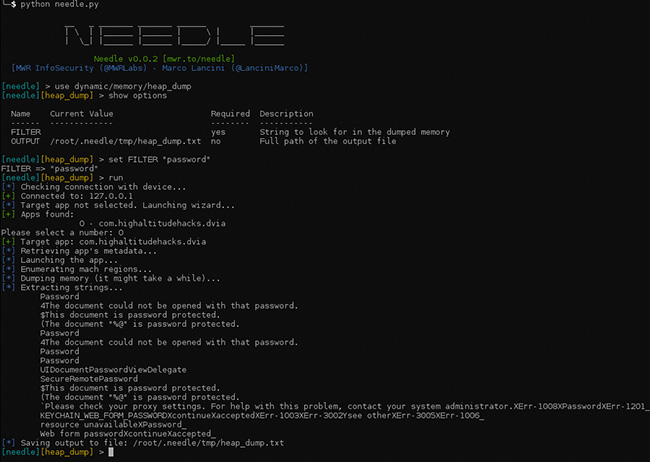 $ python needle.py
NEEDLE
Needle v0.0.2 [mwr.to/needle]
[MWR InfoSecurity (@MWRLabs) - Marco Lancini (@LanciniMarco)]
[needle] > use dynamic/memory/heap_dump
[needle][heap_dump] > show options
Name Current Value Required Description
------ ------------- -------- -----------
FILTER yes String to look for in the dumped memory
OUTPUT /root/.needle/tmp/heap_dump.txt no Full path of the output file
[needle][heap_dump] > set FILTER "password"
FILTER => "password"
[needle][heap_dump] > run
[*] Checking connection with device...
[+] Connected to: 127.0.0.1
[*] Target app not selected. Launching wizard...
[+] Apps found:
0 - com.highaltitudehacks.dvia
Please select a number: 0
[+] Target app: com.highaltitudehacks.dvia
[*] Retrieving app's metadata...
[*] Launching the app...
[*] Enumerating mach regions...
[*] Dumping memory (it might take a while)...
[*] Extracting strings...
Password
4The document could not be opened with that password.
$This document is password protected.
(The document "%@" is password protected.
Password
4The document could not be opened with that password.
Password
Password
UIDocumentPasswordViewDelegate
SecureRemotePassword
$This document is password protected.
(The document "%@" is password protected.
`Please check your proxy settings. For help with this problem, contact your system administrator.XErr-1008XPasswordXErr-1201_
KEYCHAIN_WEB_FORM_PASSWORDXcontinueXacceptedXErr-1003XErr-3002Ysee otherXErr-3005XErr-1006_
resource unavailableXPassword_
Web form passwordXcontinueXaccepted_
[*] Saving output to file: /root/.needle/tmp/heap_dump.txt
[needle][heap_dump] >